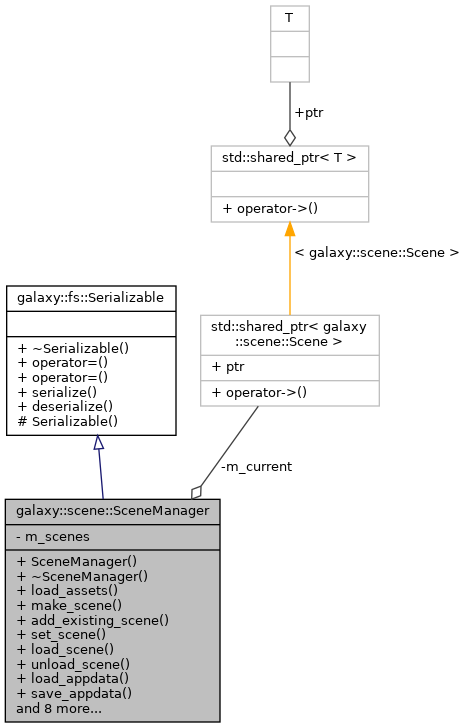 T
+ptr
std::shared_ptr< T >
+ operator->()
< galaxy::scene::Scene >
galaxy::fs::Serializable
+ ~Serializable()
+ operator=()
+ operator=()
+ serialize()
+ deserialize()
# Serializable()
std::shared_ptr< galaxy
::scene::Scene >
+ ptr
+ operator->()
-m_current
galaxy::scene::SceneManager
- m_scenes
+ SceneManager()
+ ~SceneManager()
+ load_assets()
+ make_scene()
+ add_existing_scene()
+ set_scene()
+ load_scene()
+ unload_scene()
+ load_appdata()
+ save_appdata()
and 8 more...